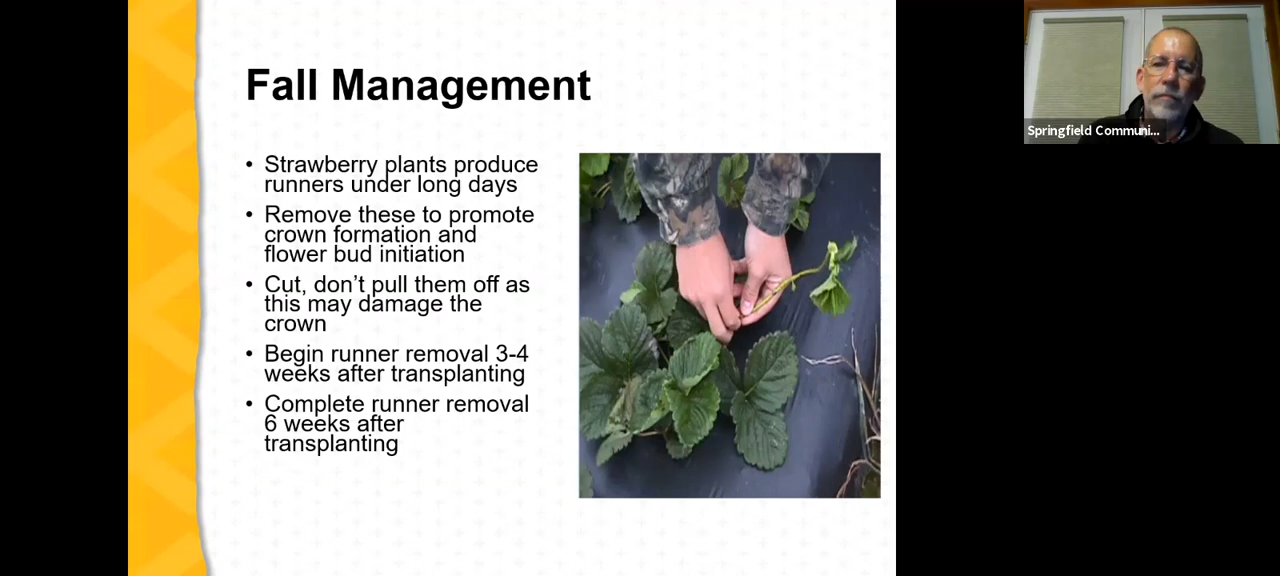 Fall Management
• Strawberry plants produce
runners under long days
• Remove these to promote
crown formation and
flower bud initiation
• Cut, don’t pull them off as
this may damage the
crown
• Begin runner removal 3-4
weeks after transplanting
• Complete runner removal
6 weeks after
transplanting
Springfield Communi...